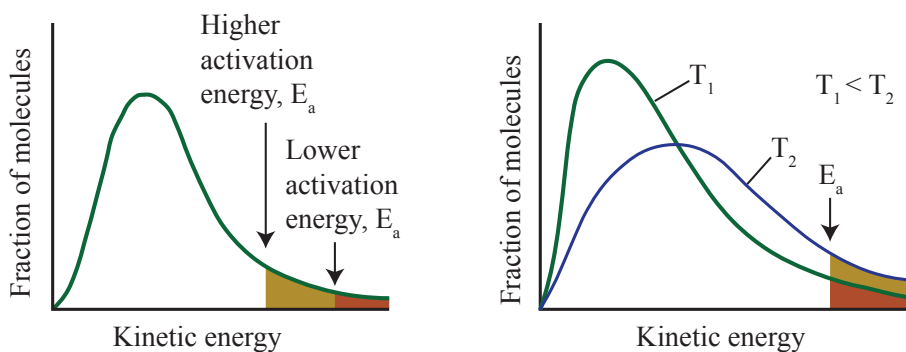 Fraction of molecules
Higher
activation
energy, Eₐ
Lower
activation
energy, Eₐ
Kinetic energy
Fraction of molecules
T₁
T₁ < T₂
T₂
Eₐ
Kinetic energy